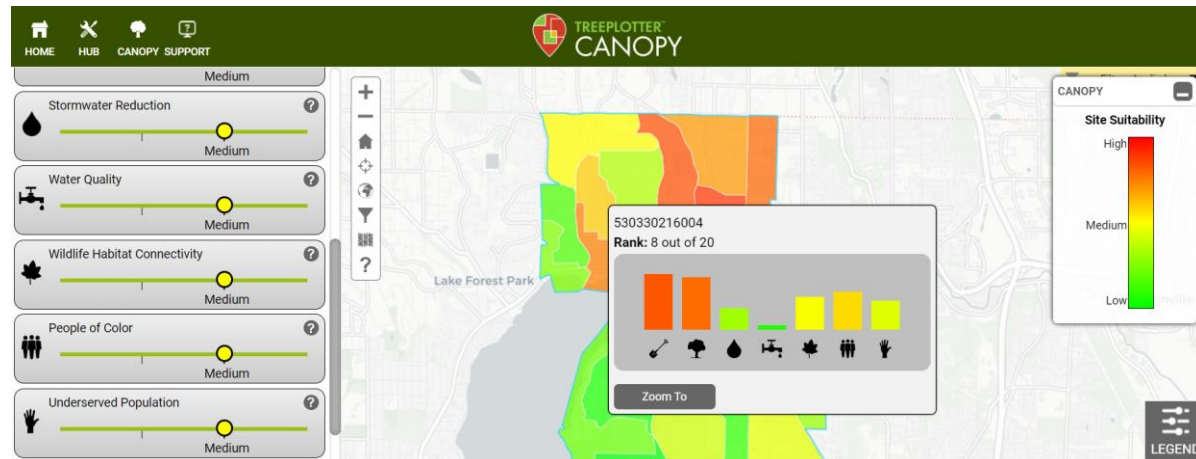 TREEPLOTTER™
CANOPY
HOME HUB CANOPY SUPPORT
Medium
Stormwater Reduction
Medium
Water Quality
Medium
Wildlife Habitat Connectivity
Medium
People of Color
Medium
Underserved Population
Medium
Lake Forest Park
530330216004
Rank: 8 out of 20
Zoom To
CANOPY
Site Suitability
High
Medium
Low
LEGEND